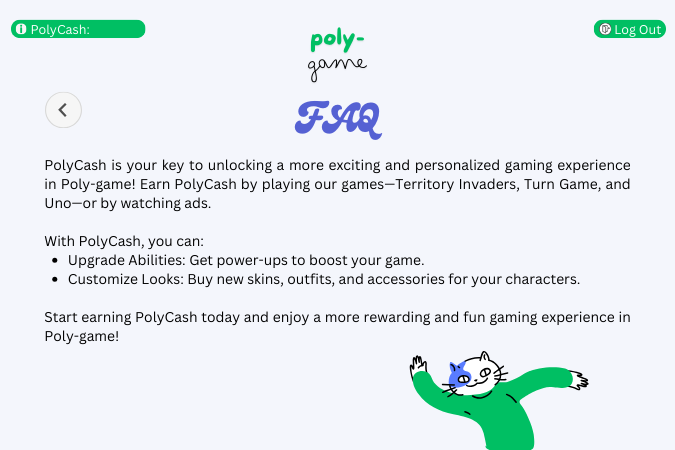 PolyCash:
Log Out
poly-
game
FAQ
PolyCash is your key to unlocking a more exciting and personalized gaming experience
in Poly-game! Earn PolyCash by playing our games—Territory Invaders, Turn Game, and
Uno—or by watching ads.
With PolyCash, you can:
• Upgrade Abilities: Get power-ups to boost your game.
• Customize Looks: Buy new skins, outfits, and accessories for your characters.
Start earning PolyCash today and enjoy a more rewarding and fun gaming experience in
Poly-game!